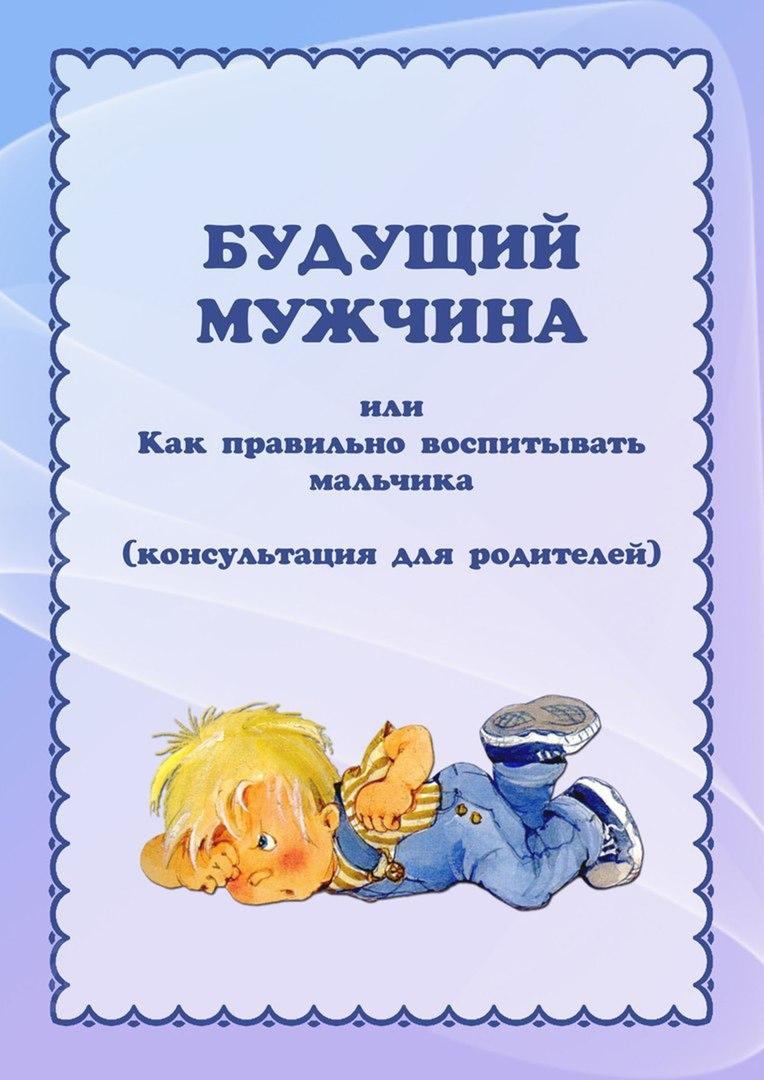 БУДУЩИЙ
МУЖЧИНА
или
Как правильно воспитывать
мальчика
(консультация для родителей)